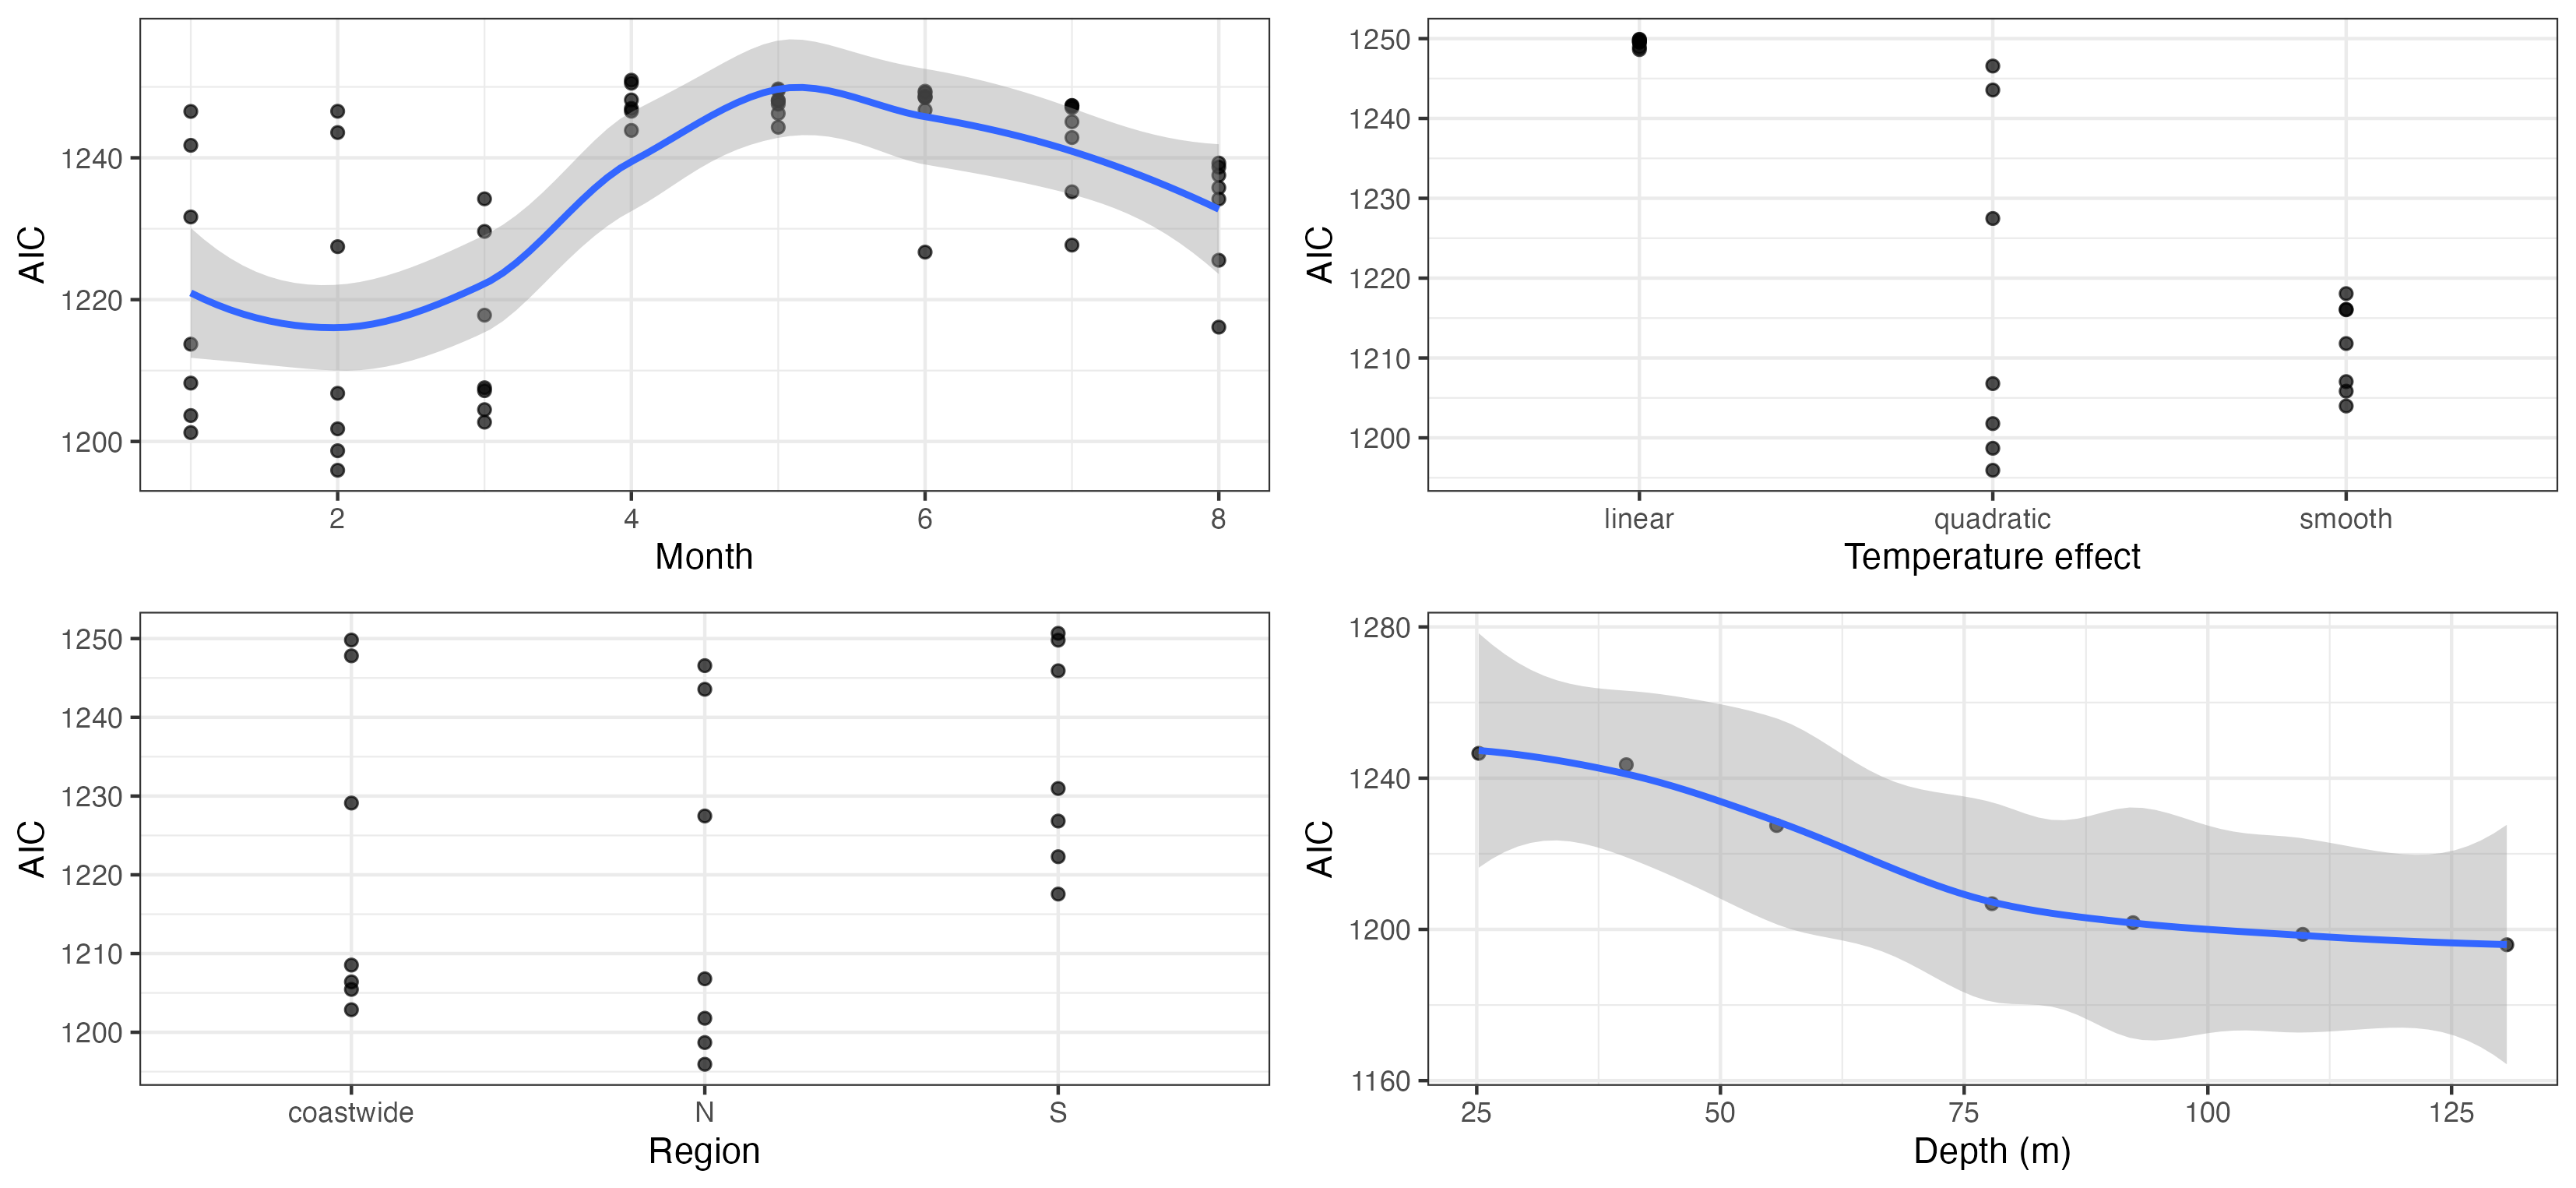 AIC
1240
1220
1200
2 4 6 8
Month
AIC
1250
1240
1230
1220
1210
1200
linear quadratic smooth
Temperature effect
AIC
1250
1240
1230
1220
1210
1200
coastwide N S
Region
AIC
1280
1240
1200
1160
25 50 75 100 125
Depth (m)